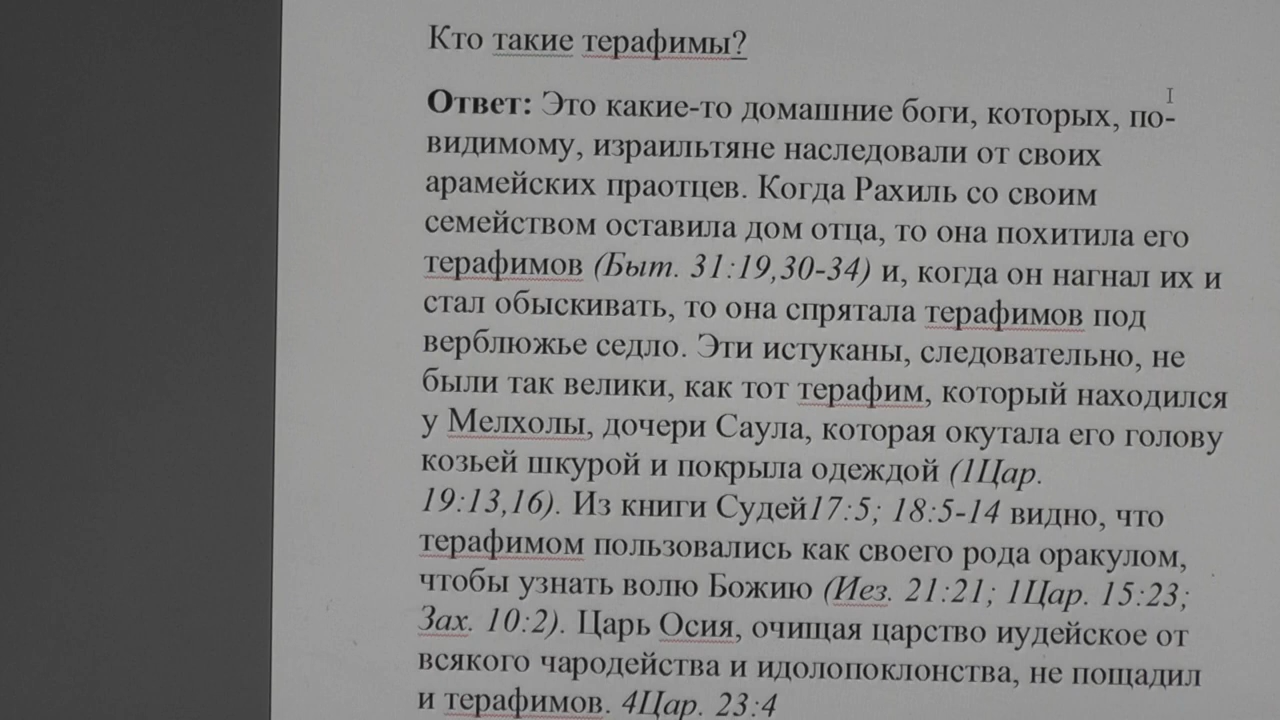 Кто такие терафимы?
Ответ: Это какие-то домашние боги, которых, по-
видимому, израильтяне наследовали от своих
арамейских праотцев. Когда Рахиль со своим
семейством оставила дом отца, то она похитила его
терафимов (Быт. 31:19,30-34) и, когда он нагнал их и
стал обыскивать, то она спрятала терафимов под
верблюжье седло. Эти истуканы, следовательно, не
были так велики, как тот терафим, который находился
у Мелхолы, дочери Саула, которая окутала его голову
козьей шкурой и покрыла одеждой (1Цар.
19:13,16). Из книги Судей17:5; 18:5-14 видно, что
терафимом пользовались как своего рода оракулом,
чтобы узнать волю Божию (Иез. 21:21; 1Цар. 15:23;
Зах. 10:2). Царь Осия, очищая царство иудейское от
всякого чародейства и идолопоклонства, не пощадил
и терафимов. 4Цар. 23:4